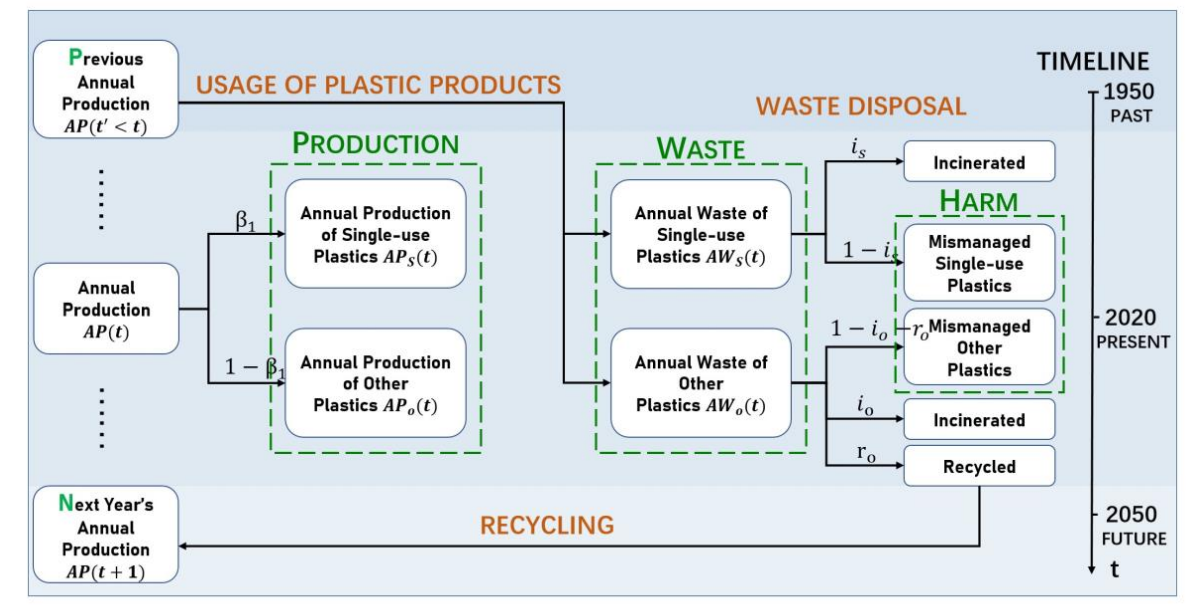 Previous
Annual
Production
AP(t′ < t)
USAGE OF PLASTIC PRODUCTS
WASTE DISPOSAL
TIMELINE
1950
PAST
PRODUCTION
WASTE
i_s
Incinerated
HARM
β₁
Annual Production
of Single-use
Plastics AP_S(t)
Annual Waste of
Single-use
Plastics AW_S(t)
1 − i_s
Mismanaged
Single-use
Plastics
Annual
Production
AP(t)
2020
PRESENT
1 − i_o − r_o
Mismanaged
Other
Plastics
1 − β₁
Annual Production
of Other
Plastics AP_o(t)
Annual Waste of
Other
Plastics AW_o(t)
i_o
Incinerated
r_o
Recycled
Next Year's
Annual
Production
AP(t + 1)
RECYCLING
2050
FUTURE
t